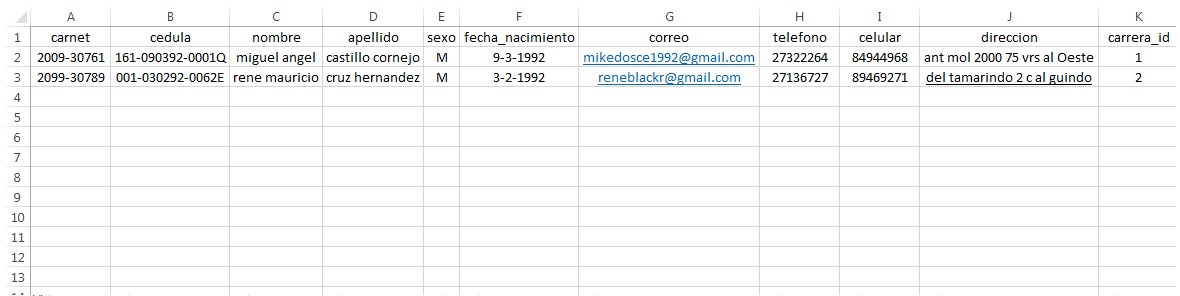 A B C D E F G H I J K
1 carnet cedula nombre apellido sexo fecha_nacimiento correo telefono celular direccion carrera_id
2 2009-30761 161-090392-0001Q miguel angel castillo cornejo M 9-3-1992 mikedosce1992@gmail.com 27322264 84944968 ant mol 2000 75 vrs al Oeste 1
3 2099-30789 001-030292-0062E rene mauricio cruz hernandez M 3-2-1992 reneblackr@gmail.com 27136727 89469271 del tamarindo 2 c al guindo 2
4
5
6
7
8
9
10
11
12
13